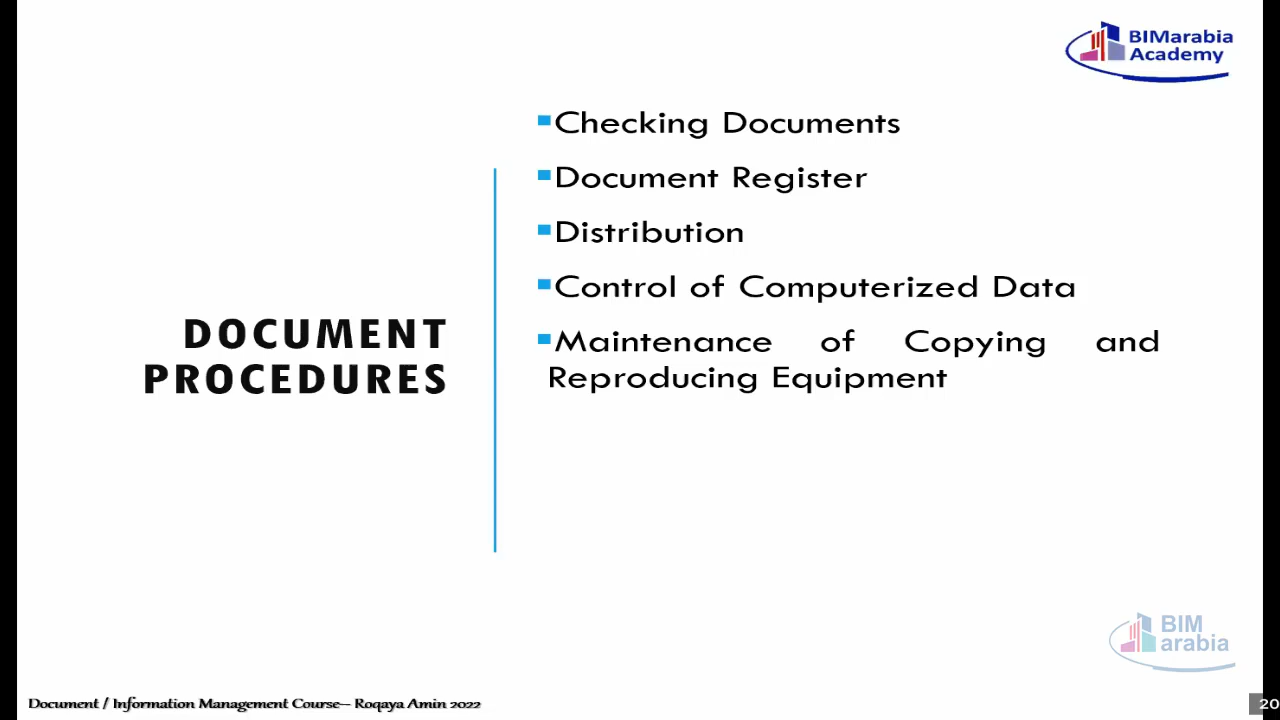 BIMarabia
Academy
▪Checking Documents
▪Document Register
▪Distribution
▪Control of Computerized Data
▪Maintenance of Copying and
Reproducing Equipment
DOCUMENT
PROCEDURES
BIM
arabia
Document / Information Management Course-- Roqaya Amin 2022
20